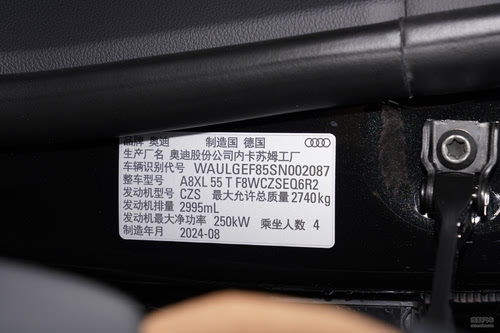 品牌 奥迪 制造国 德国
生产厂名 奥迪股份公司内卡苏姆工厂
车辆识别代号 WAULGEF85SN002087
整车型号 A8XL 55 T F8WCZSEQ6R2
发动机型号 CZS 最大允许总质量 2740kg
发动机排量 2995mL
发动机最大净功率 250kW 乘坐人数 4
制造年月 2024-08